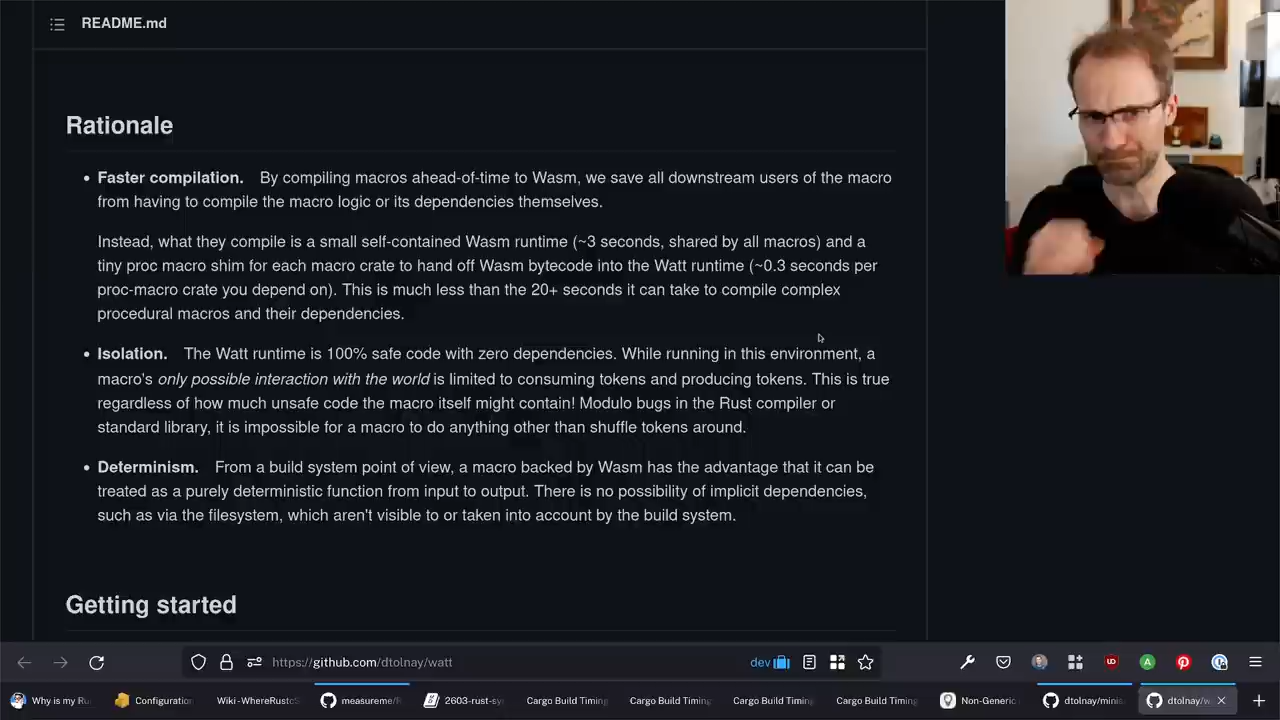 README.md
Rationale
Faster compilation. By compiling macros ahead-of-time to Wasm, we save all downstream users of the macro
from having to compile the macro logic or its dependencies themselves.
Instead, what they compile is a small self-contained Wasm runtime (~3 seconds, shared by all macros) and a
tiny proc macro shim for each macro crate to hand off Wasm bytecode into the Watt runtime (~0.3 seconds per
proc-macro crate you depend on). This is much less than the 20+ seconds it can take to compile complex
procedural macros and their dependencies.
Isolation. The Watt runtime is 100% safe code with zero dependencies. While running in this environment, a
macro's only possible interaction with the world is limited to consuming tokens and producing tokens. This is true
regardless of how much unsafe code the macro itself might contain! Modulo bugs in the Rust compiler or
standard library, it is impossible for a macro to do anything other than shuffle tokens around.
Determinism. From a build system point of view, a macro backed by Wasm has the advantage that it can be
treated as a purely deterministic function from input to output. There is no possibility of implicit dependencies,
such as via the filesystem, which aren't visible to or taken into account by the build system.
Getting started
https://github.com/dtolnay/watt dev
Why is my Ru Configuration Wiki-WhereRustc measureme/r 2603-rust-sy Cargo Build Timing Cargo Build Timing Cargo Build Timing Cargo Build Timing Non-Generic dtolnay/minis dtolnay/w